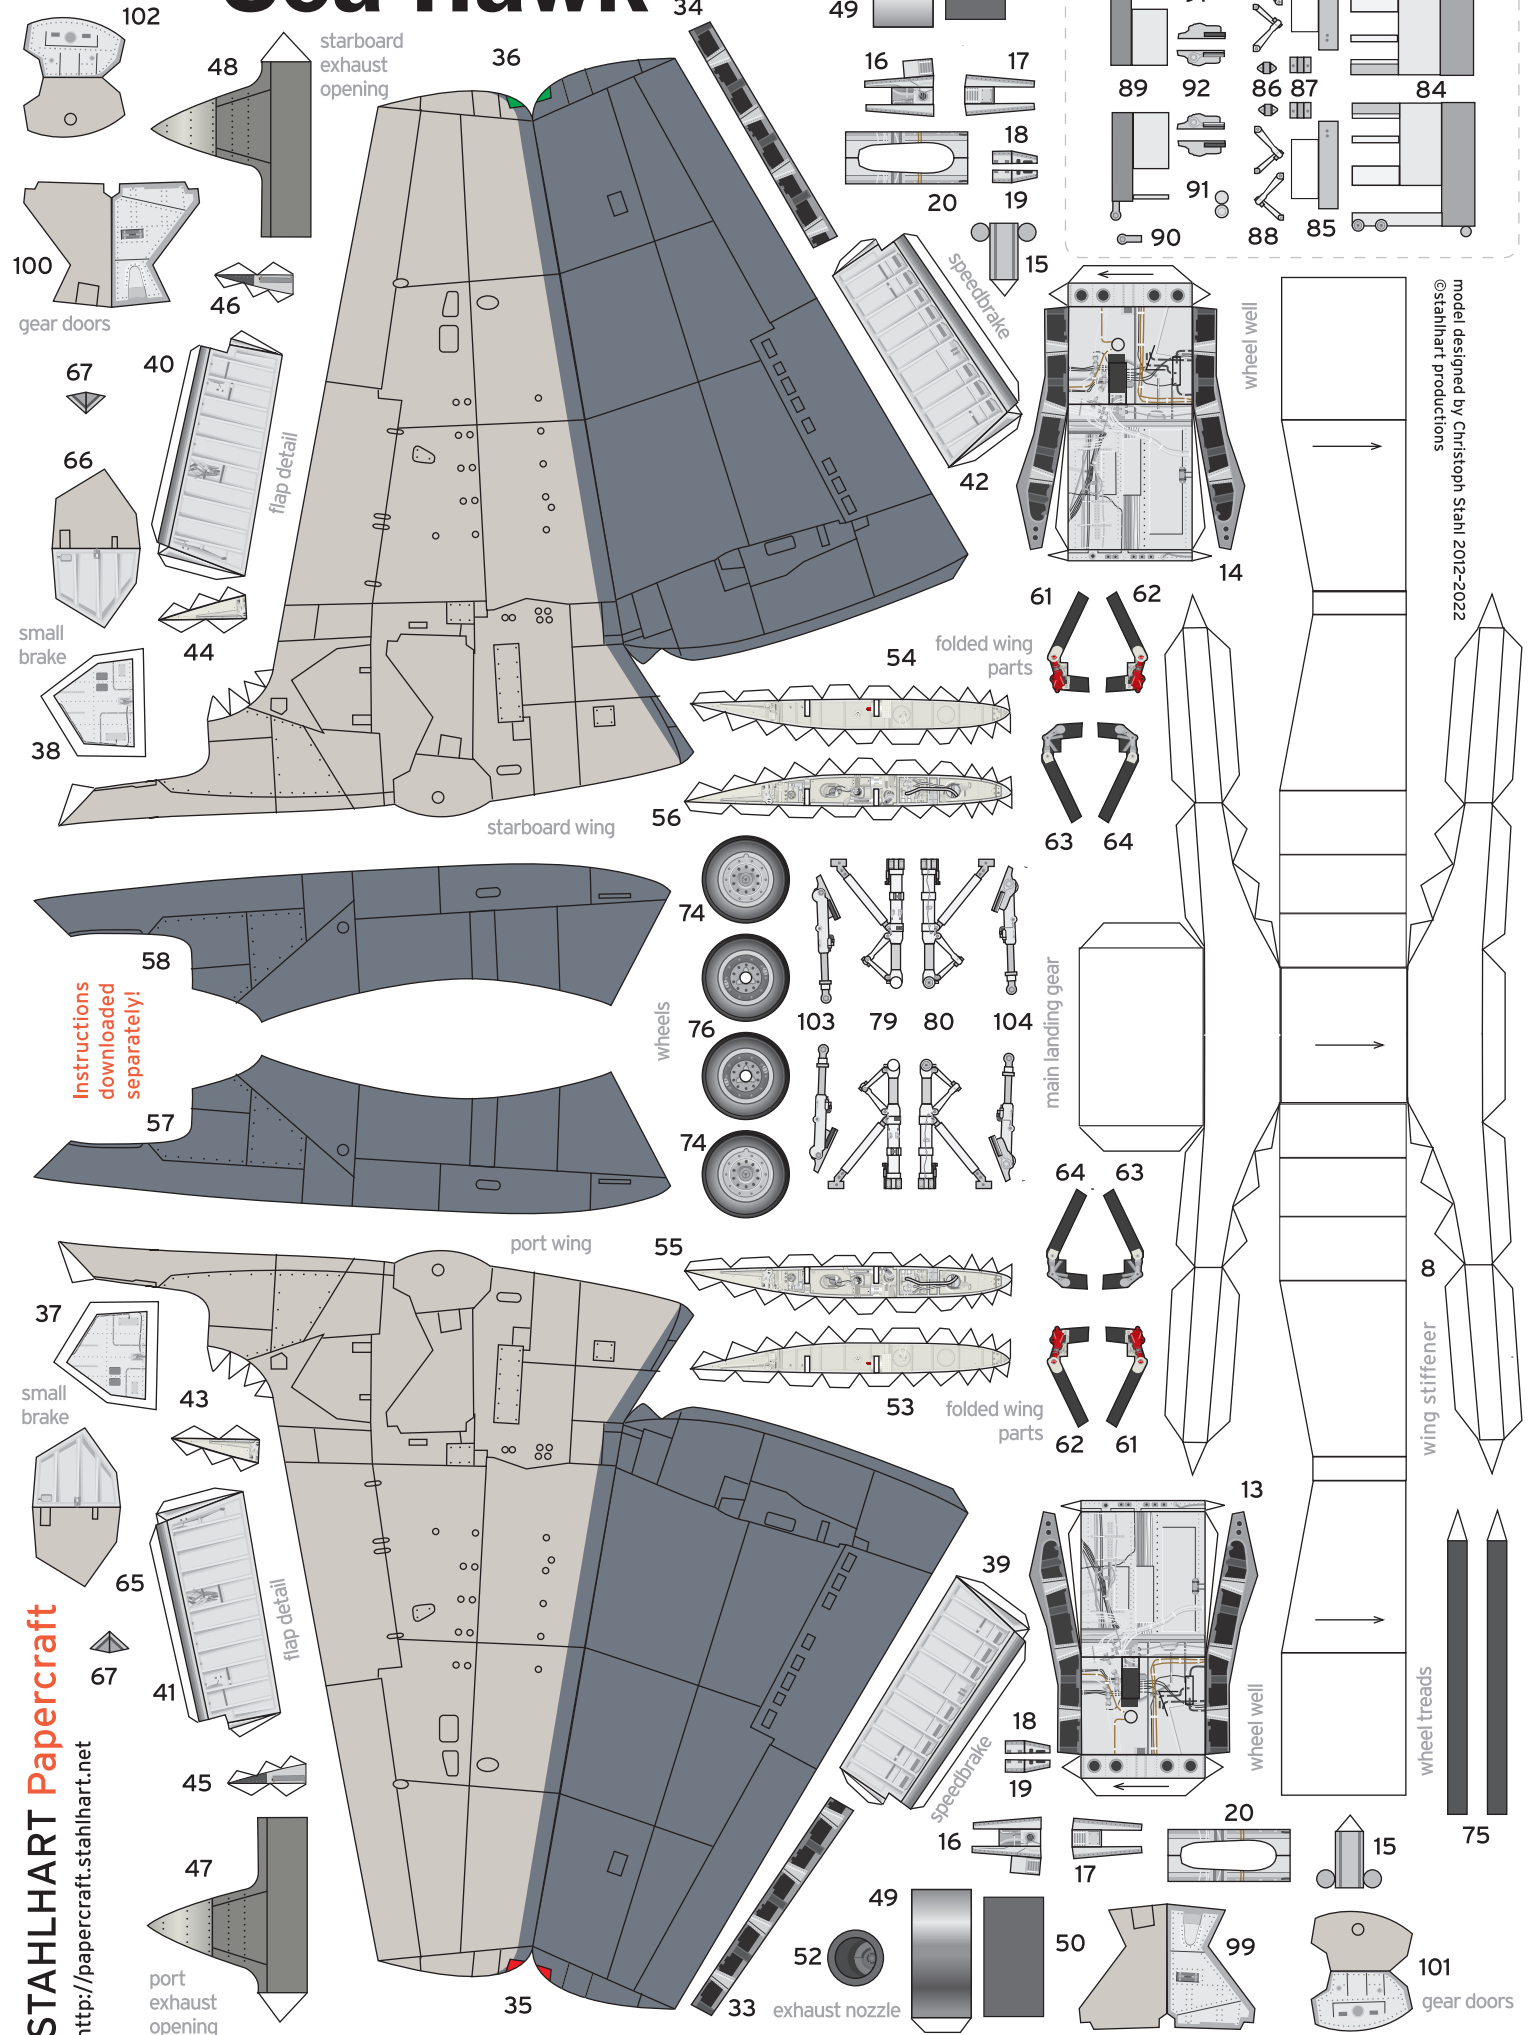 Sea Hawk
102
48
starboard
exhaust
opening
36
34
49
16
17
18
19
20
15
89
92
86
87
84
91
90
88
85
100
gear doors
46
40
67
66
flap detail
small
brake
44
38
speedbrake
42
wheel well
14
model designed by Christoph Stahl 2012-2022
©stahlhart productions
61
62
folded wing
parts
54
56
63
64
starboard wing
58
Instructions
downloaded
separately!
57
74
76
74
wheels
103
79
80
104
main landing gear
64
63
port wing
55
53
folded wing
parts
62
61
8
wing stiffener
37
small
brake
43
65
67
41
flap detail
45
47
port
exhaust
opening
STAHLHART Papercraft
http://papercraft.stahlhart.net
39
speedbrake
13
wheel well
18
19
16
17
20
15
wheel treads
75
35
33
52
49
50
exhaust nozzle
99
101
gear doors